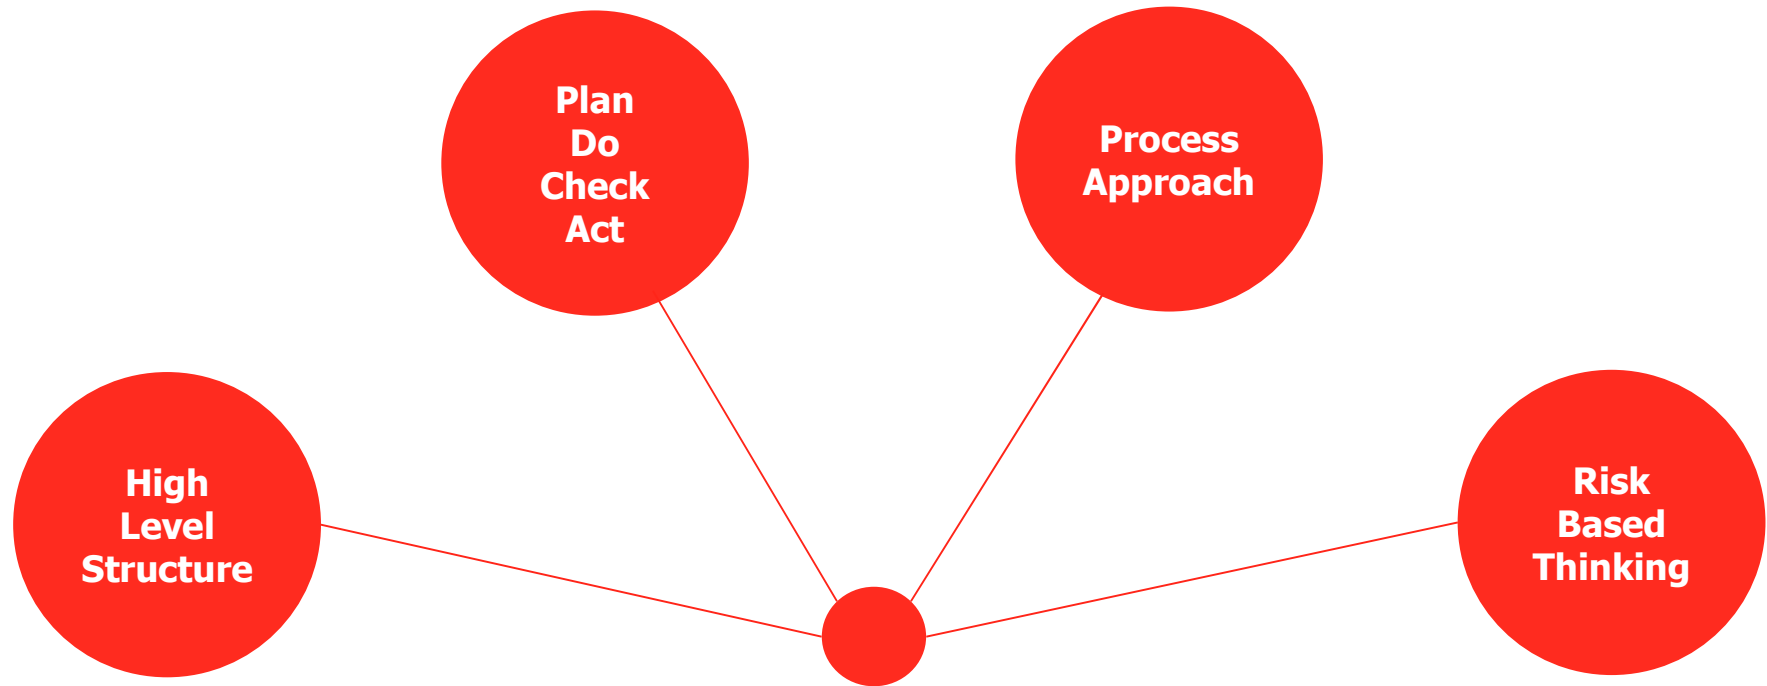 Plan
Do
Check
Act
Process
Approach
High
Level
Structure
Risk
Based
Thinking